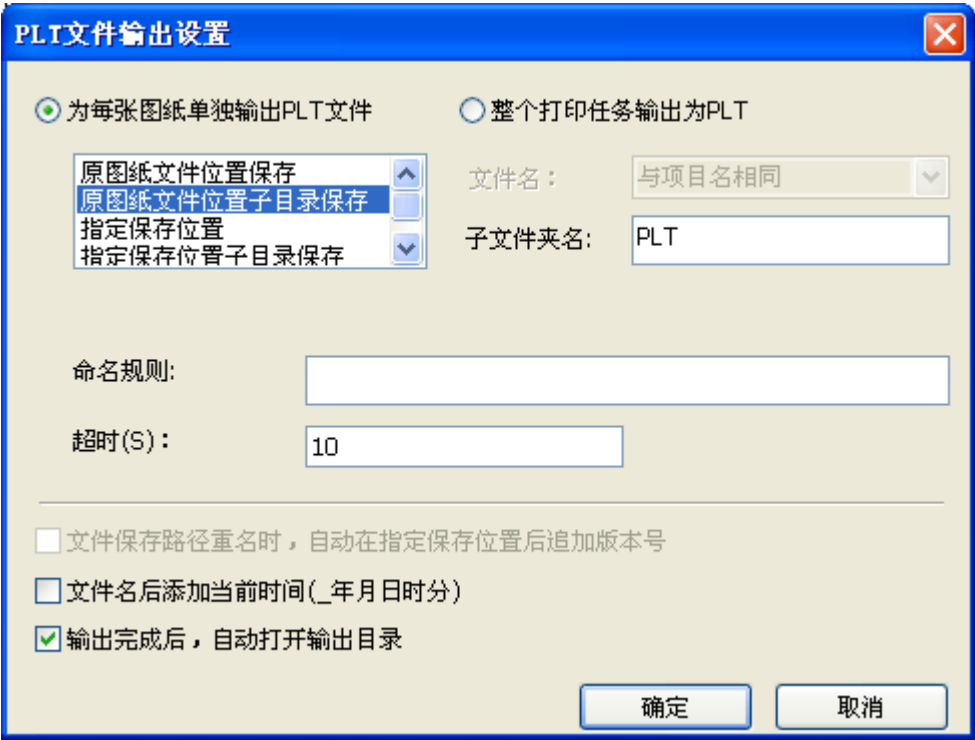 PLT文件输出设置
为每张图纸单独输出PLT文件
整个打印任务输出为PLT
原图纸文件位置保存
原图纸文件位置子目录保存
指定保存位置
指定保存位置子目录保存
文件名：
与项目名相同
子文件夹名:
PLT
命名规则:
超时(S)：
10
文件保存路径重名时，自动在指定保存位置后追加版本号
文件名后添加当前时间(_年月日时分)
输出完成后，自动打开输出目录
确定
取消